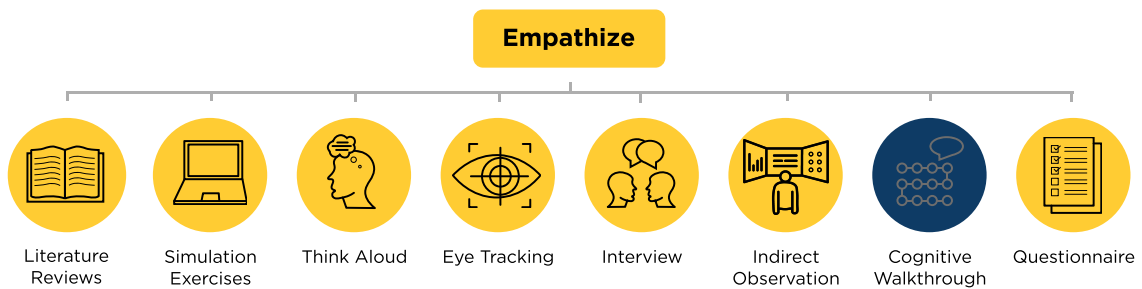 Empathize
Literature
Reviews
Simulation
Exercises
Think Aloud
Eye Tracking
Interview
Indirect
Observation
Cognitive
Walkthrough
Questionnaire